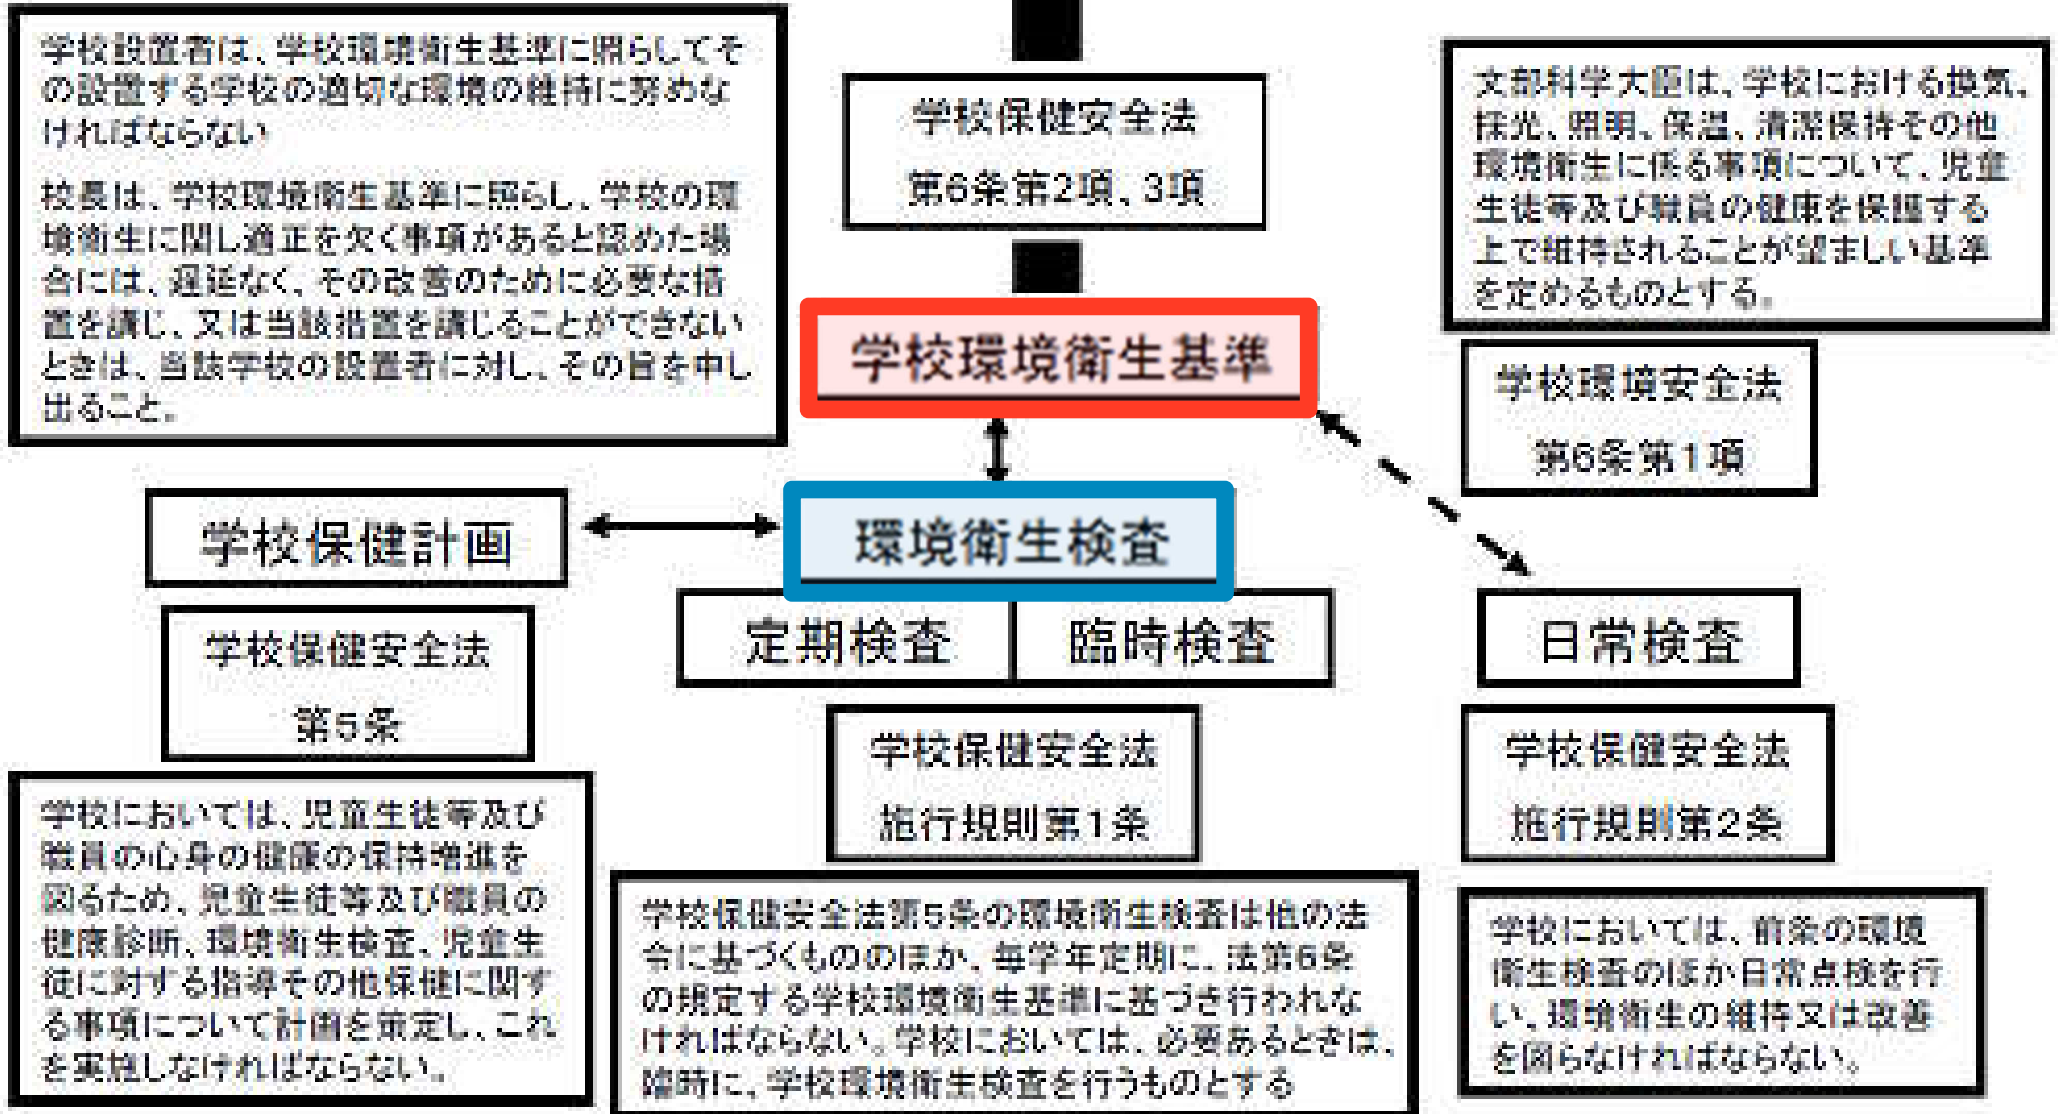 学校設置者は、学校環境衛生基準に照らしてそ
の設置する学校の適切な環境の維持に努めな
ければならない
校長は、学校環境衛生基準に照らし、学校の環
境衛生に関し適正を欠く事項があると認めた場
合には、遅延なく、その改善のために必要な措
置を講じ、又は当該措置を講じることができない
ときは、当該学校の設置者に対し、その旨を申し
出ること。
学校保健安全法
第6条第2項、3項
文部科学大臣は、学校における換気、
採光、照明、保温、清潔保持その他
環境衛生に係る事項について、児童
生徒等及び職員の健康を保護する
上で維持されることが望ましい基準
を定めるものとする。
学校環境衛生基準
学校環境安全法
第6条第1項
学校保健計画
環境衛生検査
定期検査
臨時検査
日常検査
学校保健安全法
第5条
学校保健安全法
施行規則第1条
学校保健安全法
施行規則第2条
学校においては、児童生徒等及び
職員の心身の健康の保持増進を
図るため、児童生徒等及び職員の
健康診断、環境衛生検査、児童生
徒に対する指導その他保健に関す
る事項について計画を策定し、これ
を実施しなければならない。
学校保健安全法第5条の環境衛生検査は他の法
令に基づくもののほか、毎学年定期に、法第6条
の規定する学校環境衛生基準に基づき行われな
ければならない。学校においては、必要あるときは、
臨時に、学校環境衛生検査を行うものとする
学校においては、前条の環境
衛生検査のほか日常点検を行
い、環境衛生の維持又は改善
を図らなければならない。